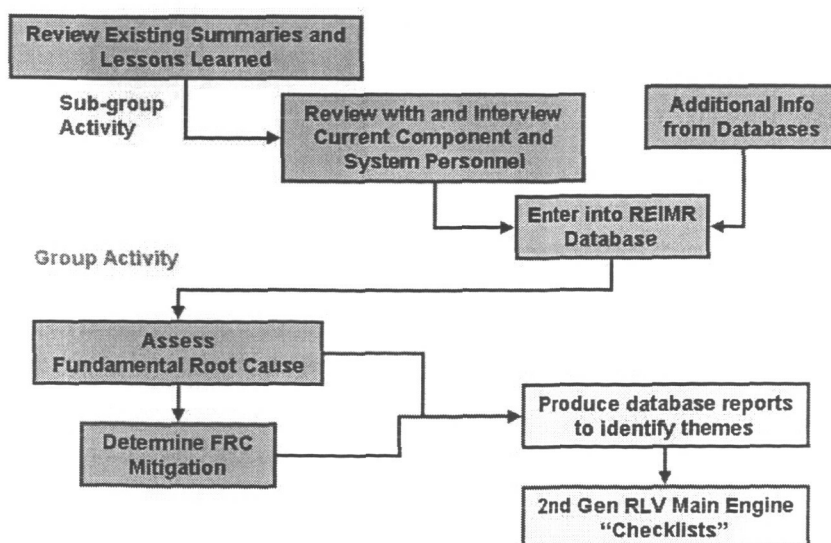 Review Existing Summaries and
Lessons Learned
Sub-group
Activity
Review with and Interview
Current Component and
System Personnel
Additional Info
from Databases
Enter into REIMR
Database
Group Activity
Assess
Fundamental Root Cause
Determine FRC
Mitigation
Produce database reports
to identify themes
2nd Gen RLV Main Engine
“Checklists”